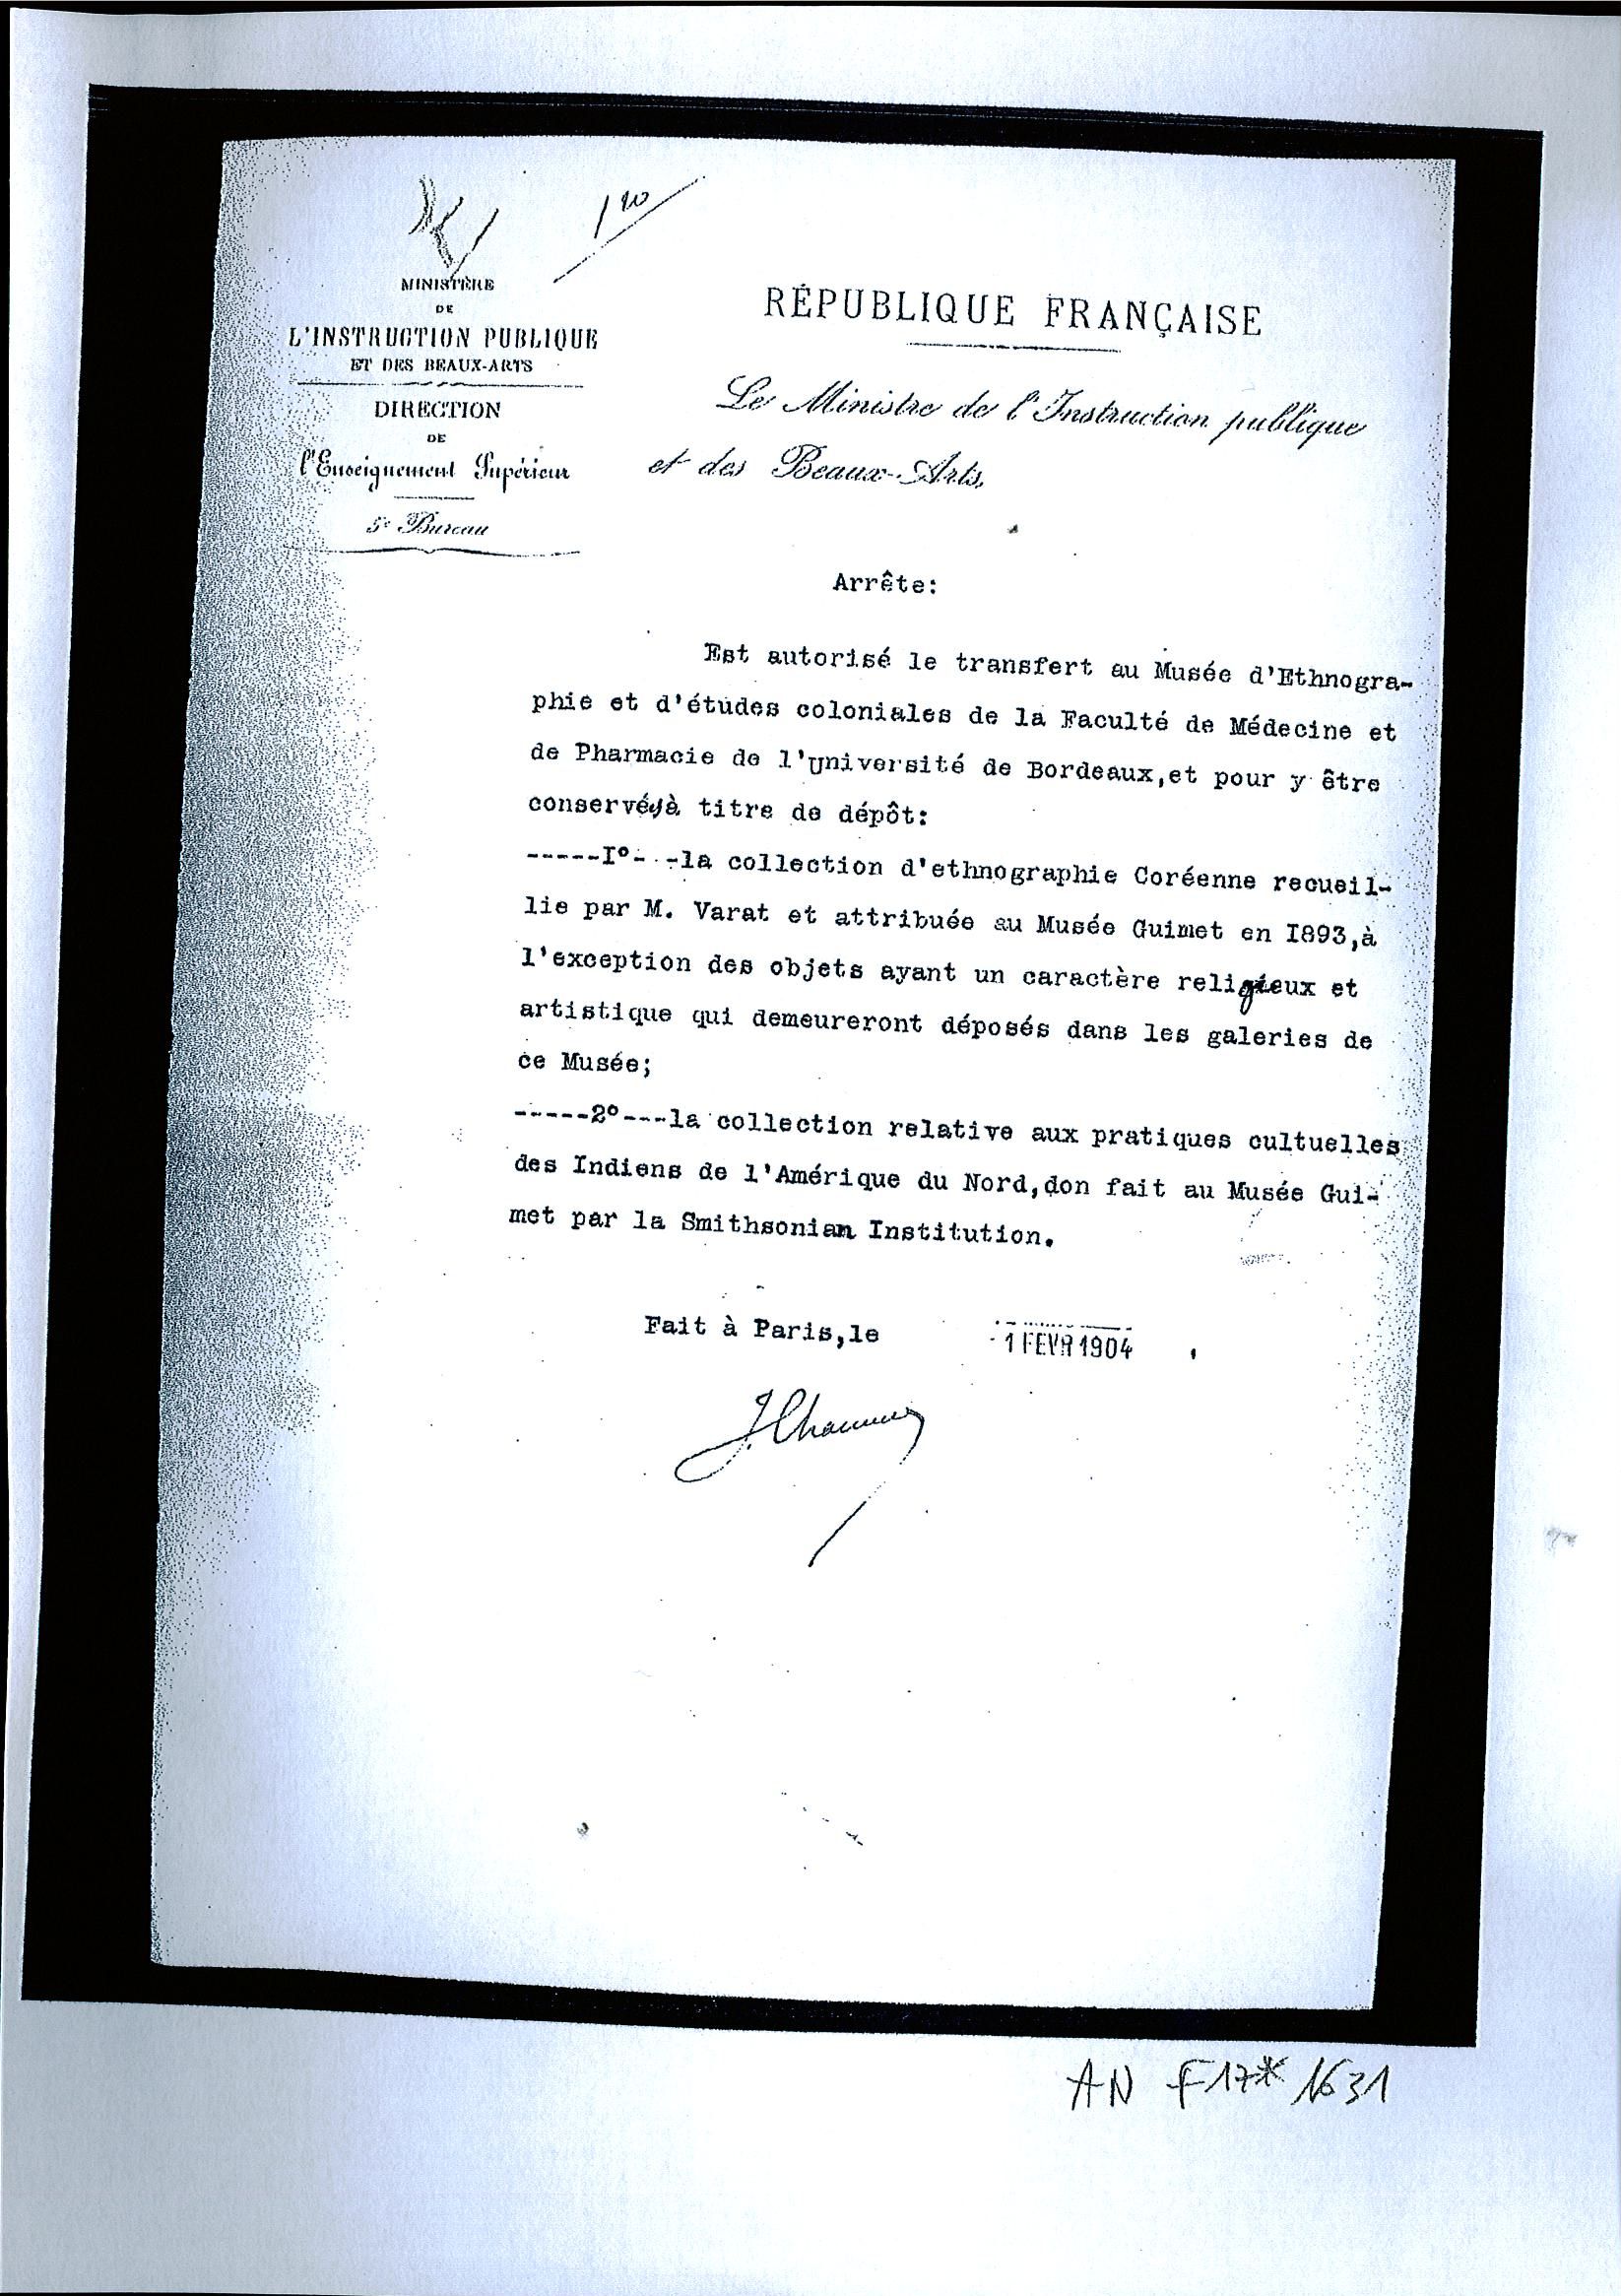 MINISTÈRE
DE
L'INSTRUCTION PUBLIQUE
ET DES BEAUX-ARTS
DIRECTION
DE
l'Enseignement Supérieur
5e Bureau
RÉPUBLIQUE FRANÇAISE
Le Ministre de l'Instruction publique
et des Beaux-Arts,
Arrête:
Est autorisé le transfert au Musée d'Ethnogra-
phie et d'études coloniales de la Faculté de Médecine et
de Pharmacie de l'Université de Bordeaux,et pour y être
conservé à titre de dépôt:
-----I°- -la collection d'ethnographie Coréenne recueil-
lie par M. Varat et attribuée au Musée Guimet en I893,à
l'exception des objets ayant un caractère religieux et
artistique qui demeureront déposés dans les galeries de
ce Musée;
-----2°---la collection relative aux pratiques cultuelles
des Indiens de l'Amérique du Nord,don fait au Musée Gui-
met par la Smithsonian Institution.
Fait à Paris,le -1 FEVR 1904
AN F17* 1631